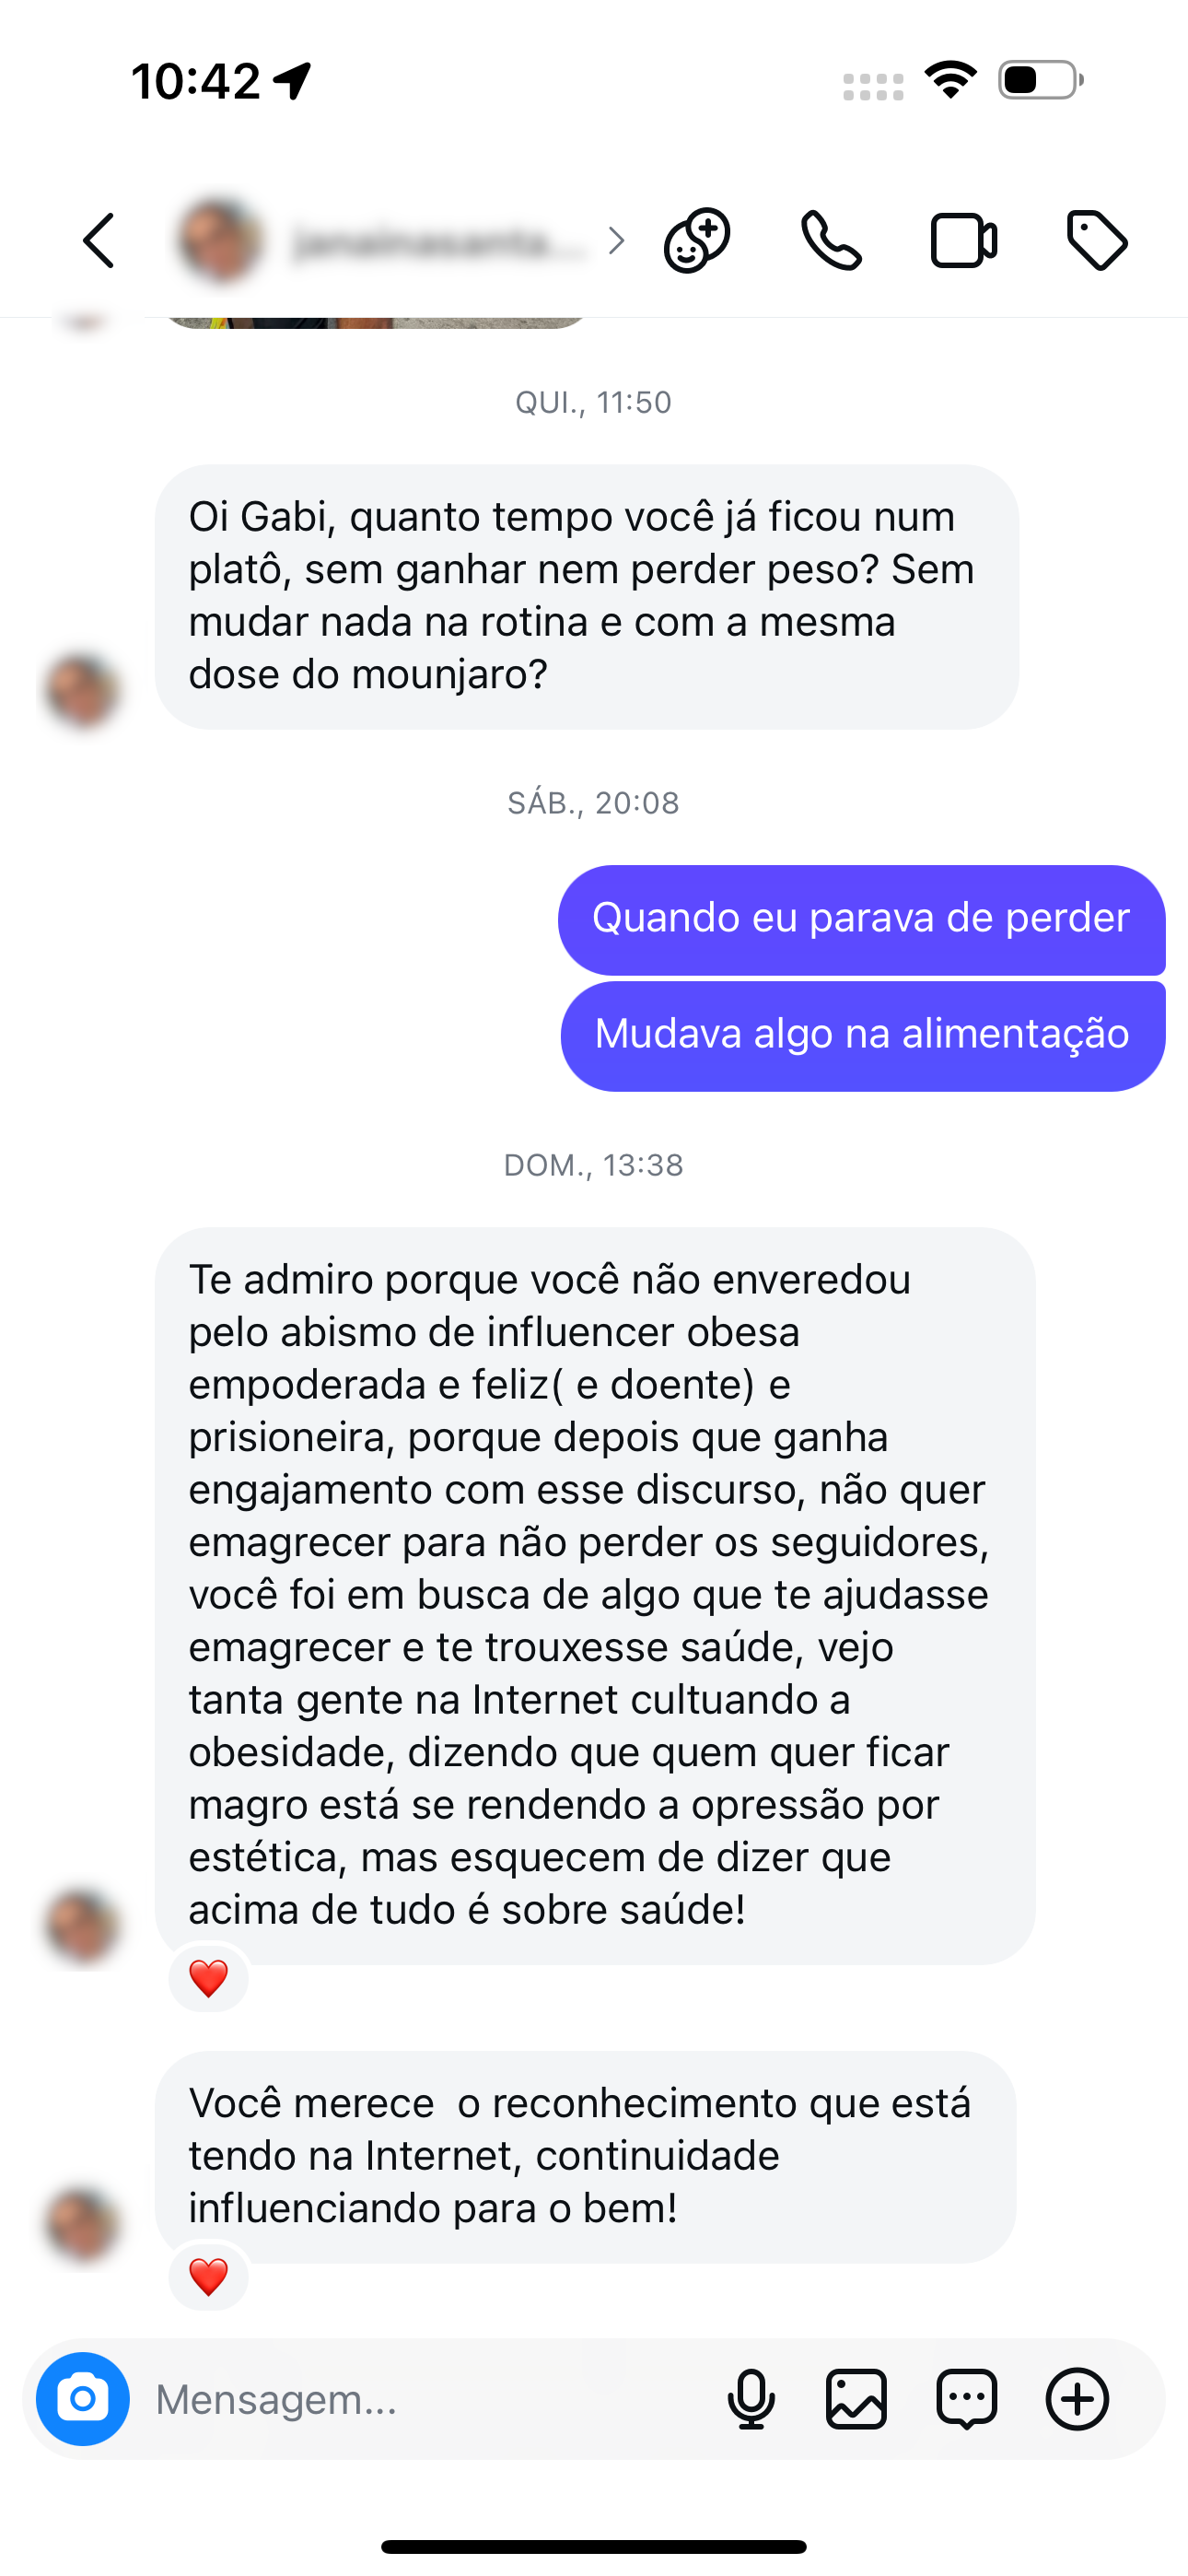 10:42
QUI., 11:50
Oi Gabi, quanto tempo você já ficou num
platô, sem ganhar nem perder peso? Sem
mudar nada na rotina e com a mesma
dose do mounjaro?
SÁB., 20:08
Quando eu parava de perder
Mudava algo na alimentação
DOM., 13:38
Te admiro porque você não enveredou
pelo abismo de influencer obesa
empoderada e feliz( e doente) e
prisioneira, porque depois que ganha
engajamento com esse discurso, não quer
emagrecer para não perder os seguidores,
você foi em busca de algo que te ajudasse
emagrecer e te trouxesse saúde, vejo
tanta gente na Internet cultuando a
obesidade, dizendo que quem quer ficar
magro está se rendendo a opressão por
estética, mas esquecem de dizer que
acima de tudo é sobre saúde!
Você merece  o reconhecimento que está
tendo na Internet, continuidade
influenciando para o bem!
Mensagem...